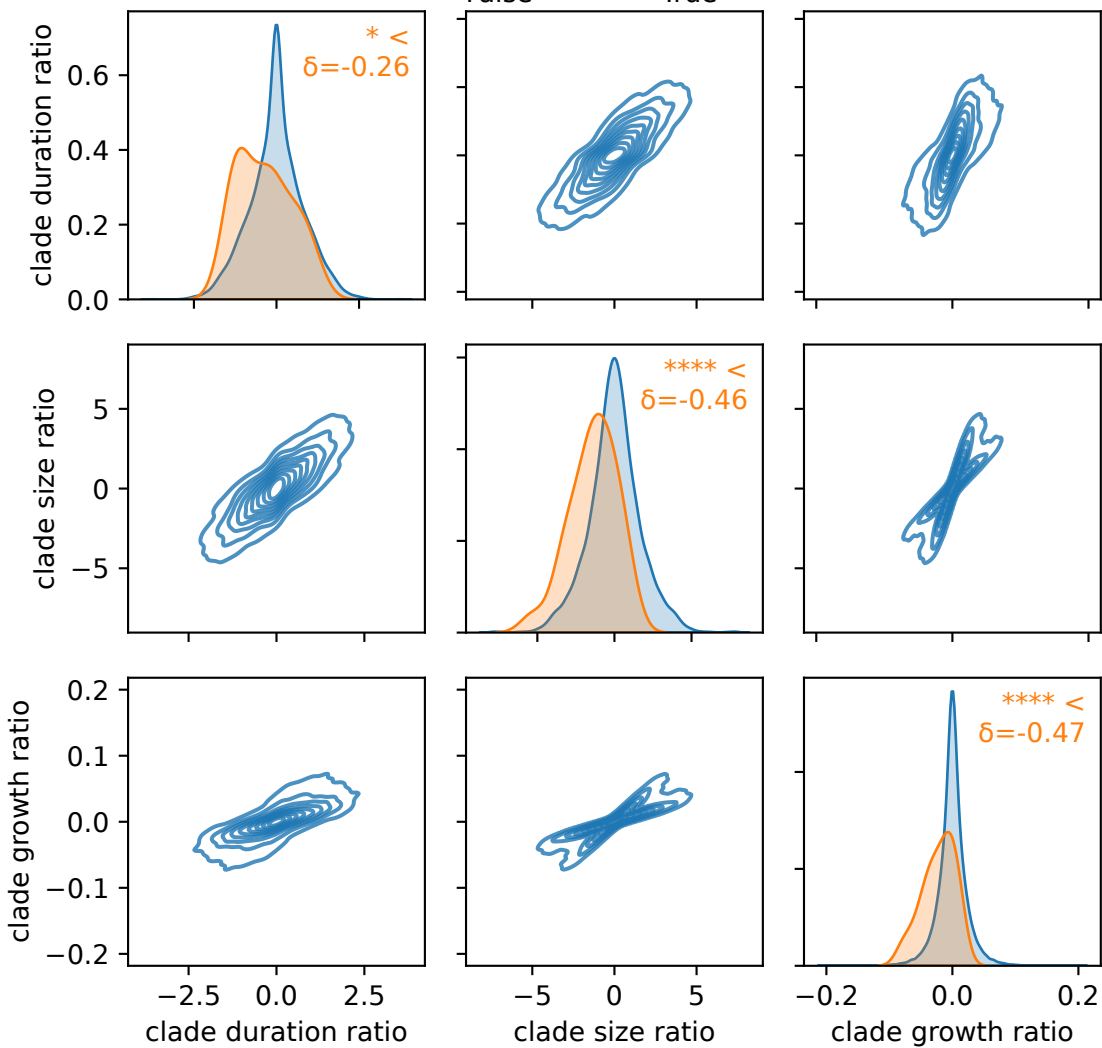 False True
clade duration ratio
0.6
0.4
0.2
0.0
* <
δ=-0.26
clade size ratio
5
0
−5
**** <
δ=-0.46
clade growth ratio
0.2
0.1
0.0
−0.1
−0.2
**** <
δ=-0.47
−2.5 0.0 2.5
−5 0 5
−0.2 0.0 0.2
clade duration ratio
clade size ratio
clade growth ratio